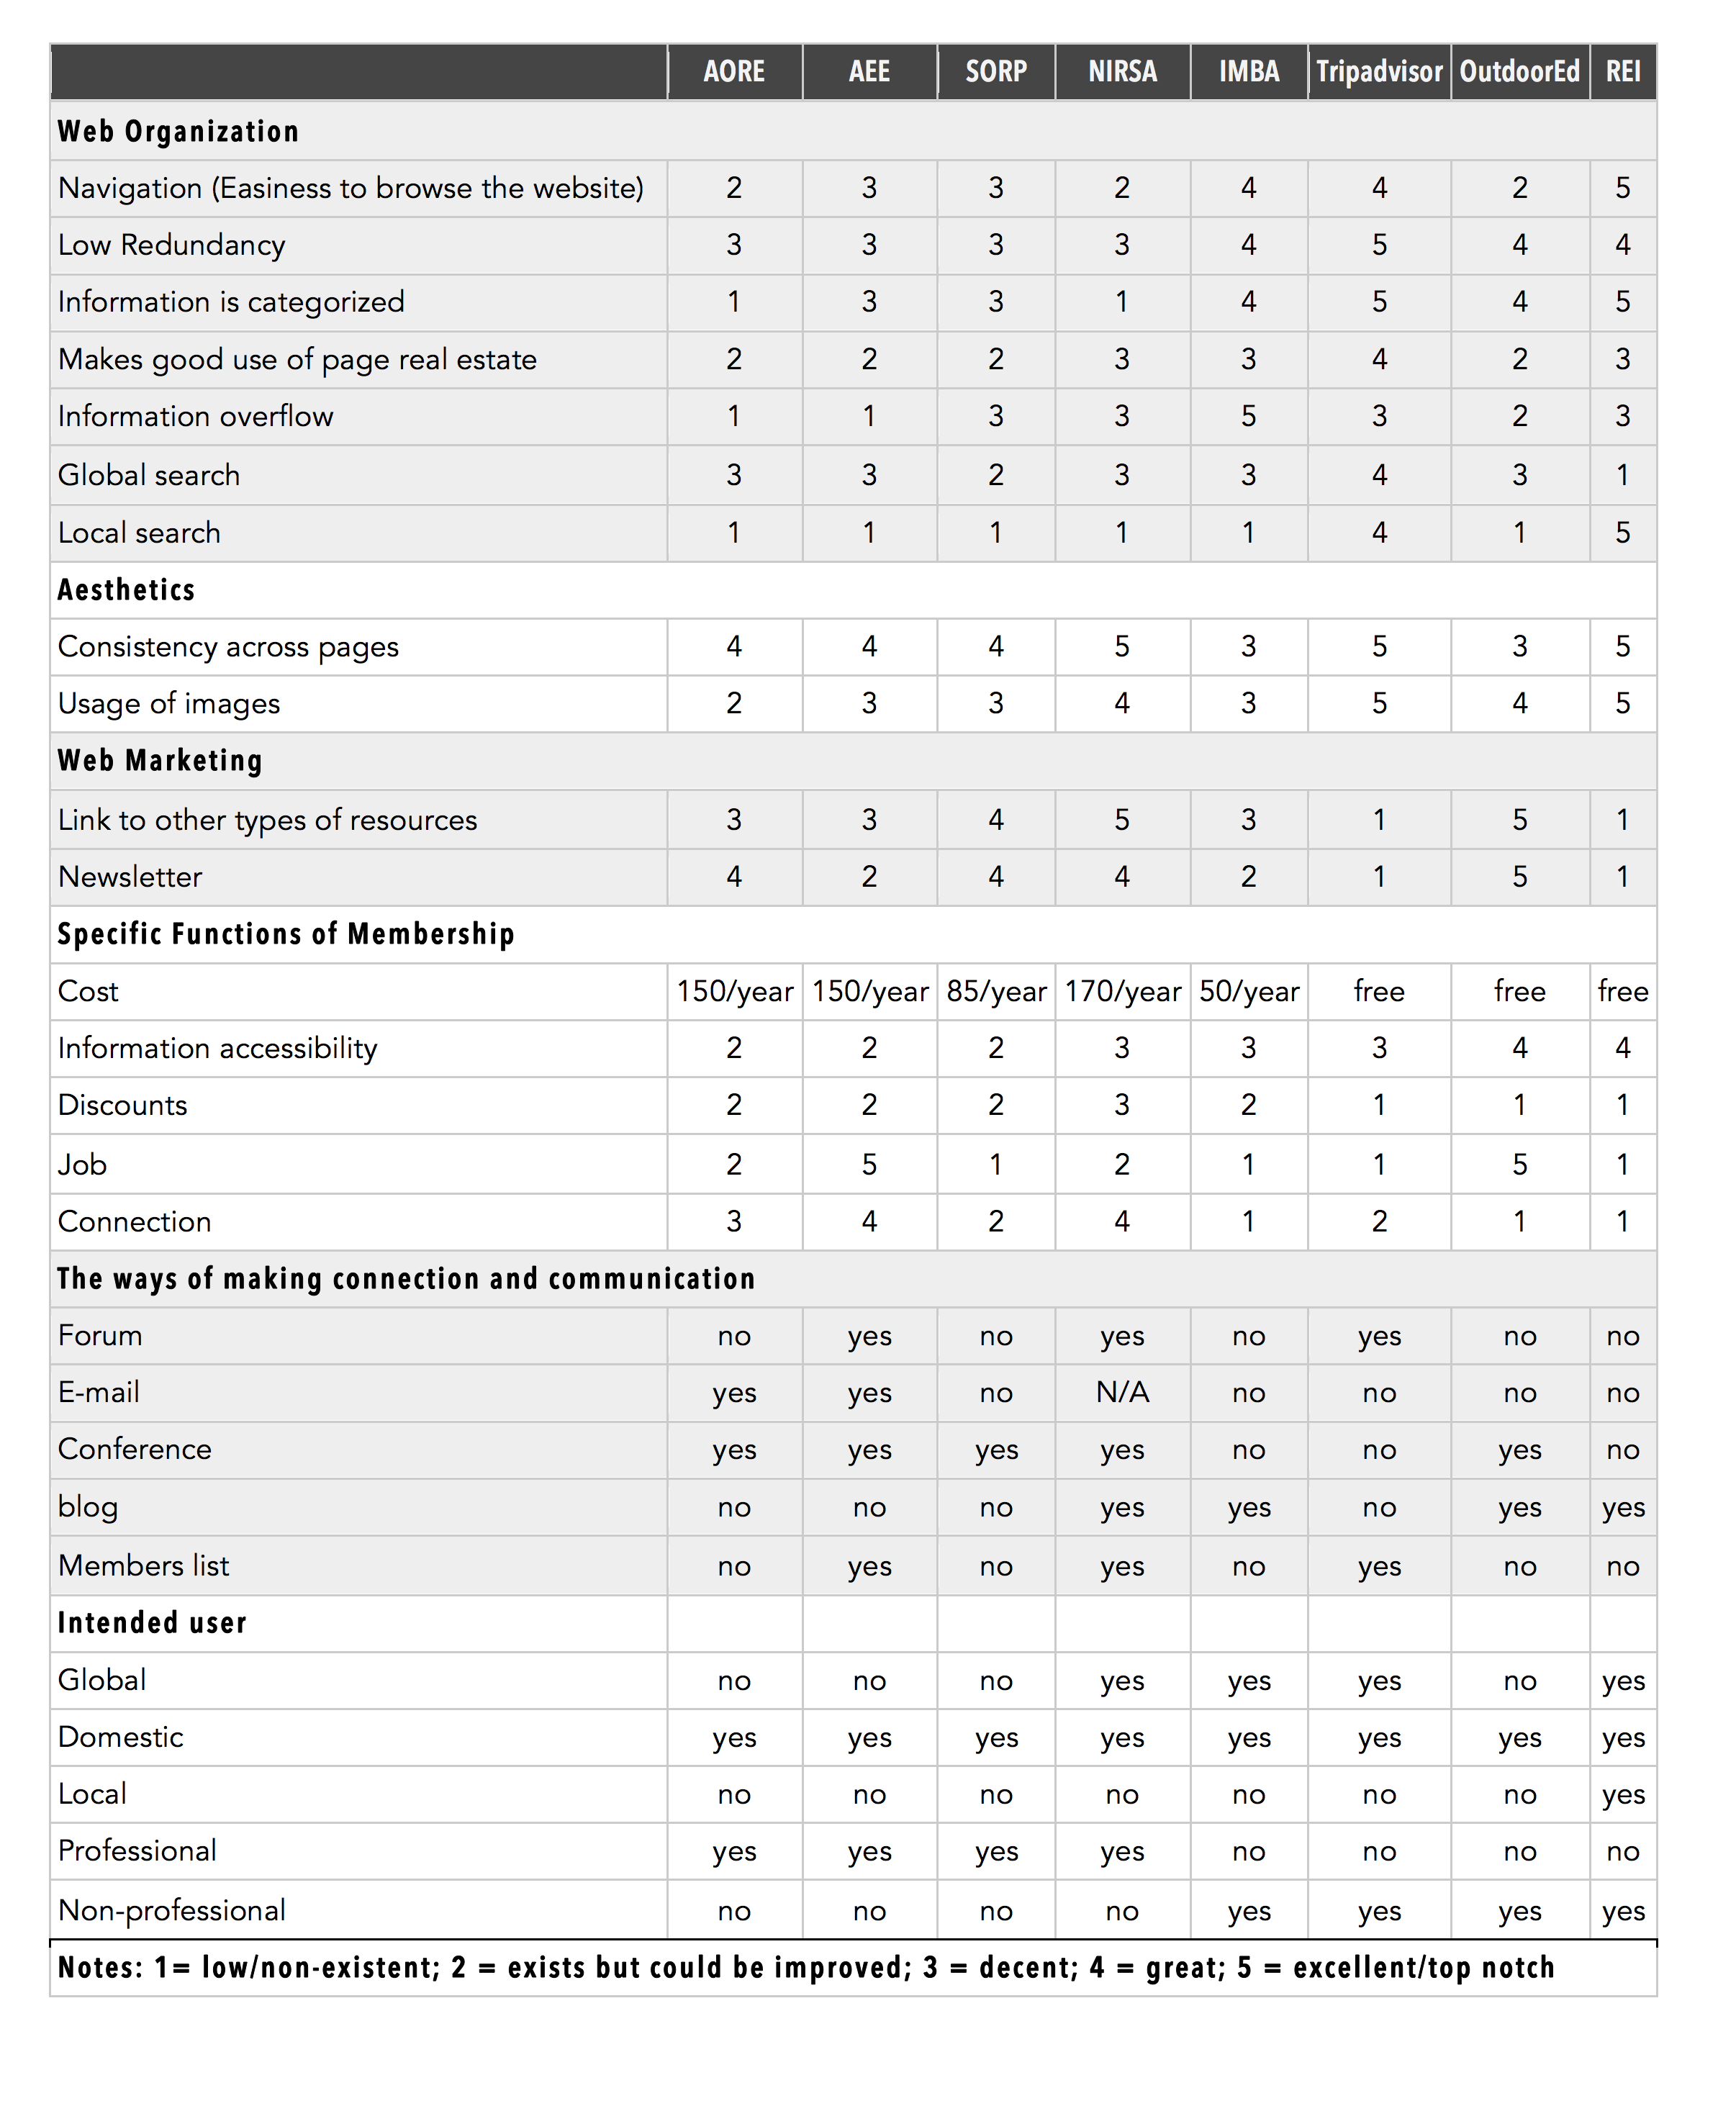 AORE AEE SORP NIRSA IMBA Tripadvisor OutdoorEd REI
Web Organization
Navigation (Easiness to browse the website) 2 3 3 2 4 4 2 5
Low Redundancy 3 3 3 3 4 5 4 4
Information is categorized 1 3 3 1 4 5 4 5
Makes good use of page real estate 2 2 2 3 3 4 2 3
Information overflow 1 1 3 3 5 3 2 3
Global search 3 3 2 3 3 4 3 1
Local search 1 1 1 1 1 4 1 5
Aesthetics
Consistency across pages 4 4 4 5 3 5 3 5
Usage of images 2 3 3 4 3 5 4 5
Web Marketing
Link to other types of resources 3 3 4 5 3 1 5 1
Newsletter 4 2 4 4 2 1 5 1
Specific Functions of Membership
Cost 150/year 150/year 85/year 170/year 50/year free free free
Information accessibility 2 2 2 3 3 3 4 4
Discounts 2 2 2 3 2 1 1 1
Job 2 5 1 2 1 1 5 1
Connection 3 4 2 4 1 2 1 1
The ways of making connection and communication
Forum no yes no yes no yes no no
E-mail yes yes no N/A no no no no
Conference yes yes yes yes no no yes no
blog no no no yes yes no yes yes
Members list no yes no yes no yes no no
Intended user
Global no no no yes yes yes no yes
Domestic yes yes yes yes yes yes yes yes
Local no no no no no no no yes
Professional yes yes yes yes no no no no
Non-professional no no no no yes yes yes yes
Notes: 1= low/non-existent; 2 = exists but could be improved; 3 = decent; 4 = great; 5 = excellent/top notch